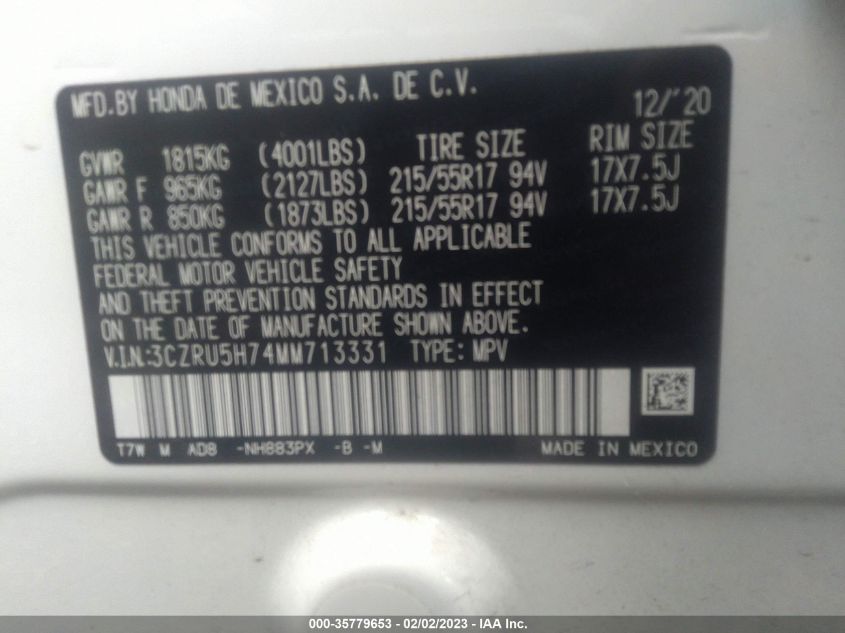 MFD.BY HONDA DE MEXICO S.A. DE C.V. 12/'20
GVWR 1815KG (4001LBS) TIRE SIZE RIM SIZE
GAWR F 965KG (2127LBS) 215/55R17 94V 17X7.5J
GAWR R 850KG (1873LBS) 215/55R17 94V 17X7.5J
THIS VEHICLE CONFORMS TO ALL APPLICABLE
FEDERAL MOTOR VEHICLE SAFETY
AND THEFT PREVENTION STANDARDS IN EFFECT
ON THE DATE OF MANUFACTURE SHOWN ABOVE.
V.I.N:3CZRU5H74MM713331 TYPE: MPV
T7W M AD8 -NH883PX -B -M MADE IN MEXICO
000-35779653 - 02/02/2023 - IAA Inc.